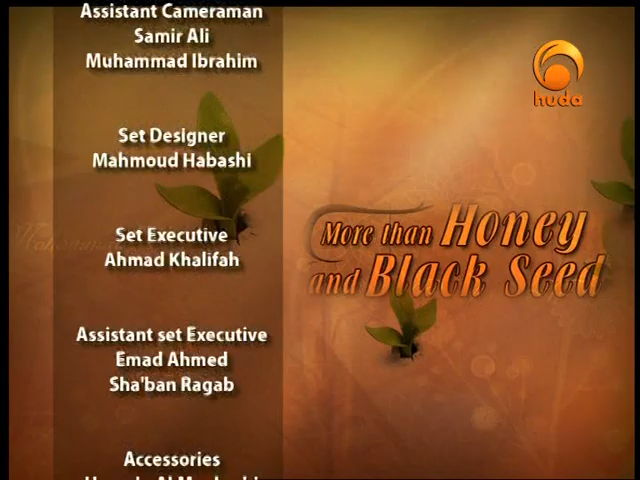 Assistant Cameraman
Samir Ali
Muhammad Ibrahim
Set Designer
Mahmoud Habashi
Set Executive
Ahmad Khalifah
Assistant set Executive
Emad Ahmed
Sha'ban Ragab
Accessories
huda
More than Honey
and Black Seed